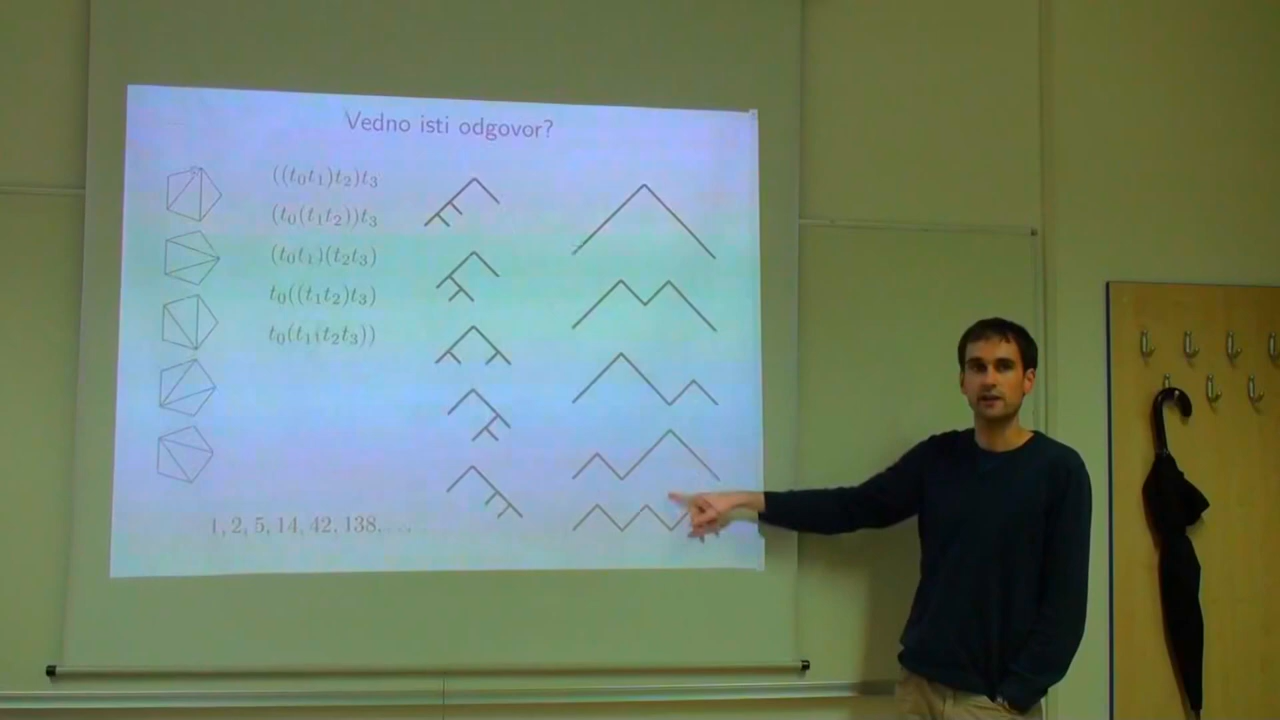 Vedno isti odgovor?
((t₀t₁)t₂)t₃
(t₀(t₁t₂))t₃
(t₀t₁)(t₂t₃)
t₀((t₁t₂)t₃)
t₀(t₁(t₂t₃))
1, 2, 5, 14, 42, 138, ...